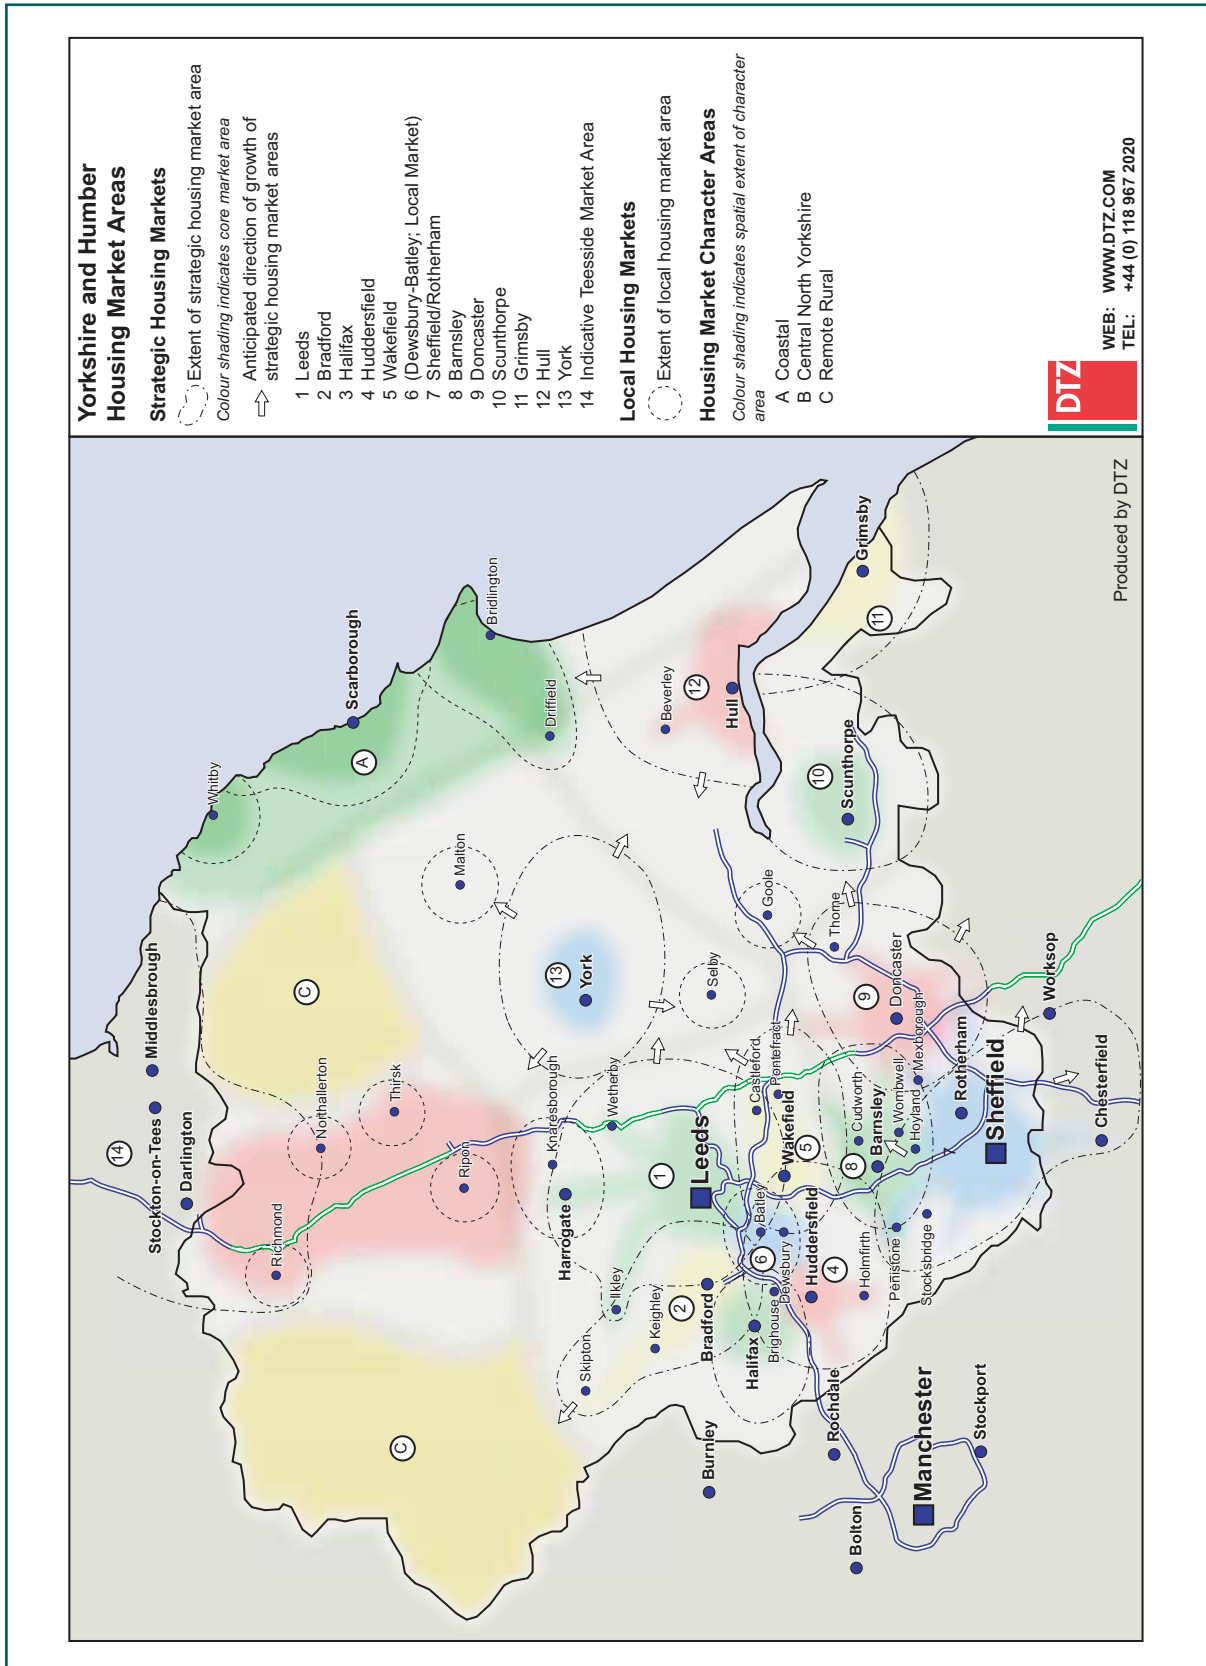 Yorkshire and Humber
Housing Market Areas
Strategic Housing Markets
Extent of strategic housing market area
Colour shading indicates core market area
Anticipated direction of growth of
strategic housing market areas
1 Leeds
2 Bradford
3 Halifax
4 Huddersfield
5 Wakefield
6 (Dewsbury-Batley; Local Market)
7 Sheffield/Rotherham
8 Barnsley
9 Doncaster
10 Scunthorpe
11 Grimsby
12 Hull
13 York
14 Indicative Teesside Market Area
Local Housing Markets
Extent of local housing market area
Housing Market Character Areas
Colour shading indicates spatial extent of character
area
A Coastal
B Central North Yorkshire
C Remote Rural
DTZ
WEB: WWW.DTZ.COM
TEL: +44 (0) 118 967 2020
14
Stockton-on-Tees
Middlesbrough
Darlington
Whitby
Richmond
Northallerton
C
Scarborough
A
Thirsk
C
Ripon
Malton
Bridlington
Driffield
Knaresborough
Harrogate
13
York
Skipton
Ilkley
Wetherby
Keighley
1
2
Beverley
12
Hull
Leeds
Selby
Burnley
Bradford
Halifax
Brighouse
6
Batley
Dewsbury
Castleford
Pontefract
Wakefield
5
Goole
10
Scunthorpe
Grimsby
11
Huddersfield
4
Holmfirth
Rochdale
Thorne
9
Doncaster
Cudworth
8
Barnsley
Wombwell
Hoyland
Mexborough
Penistone
Stocksbridge
Bolton
Manchester
Stockport
7
Rotherham
Sheffield
Worksop
Chesterfield
Produced by DTZ